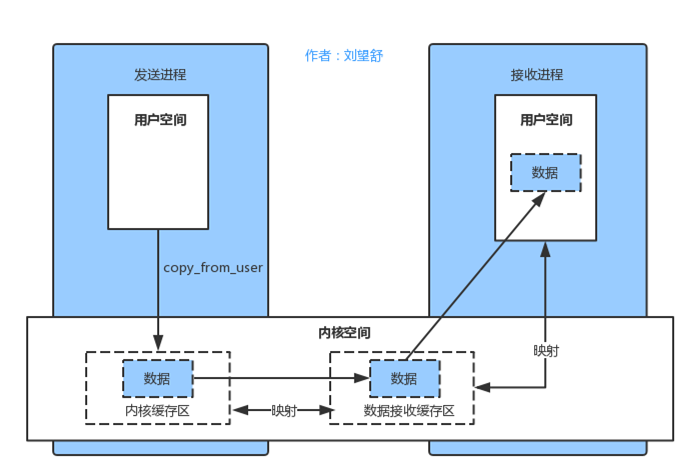 作者：刘望舒
发送进程
接收进程
用户空间
用户空间
数据
copy_from_user
内核空间
映射
数据
数据
内核缓存区
映射
数据接收缓存区